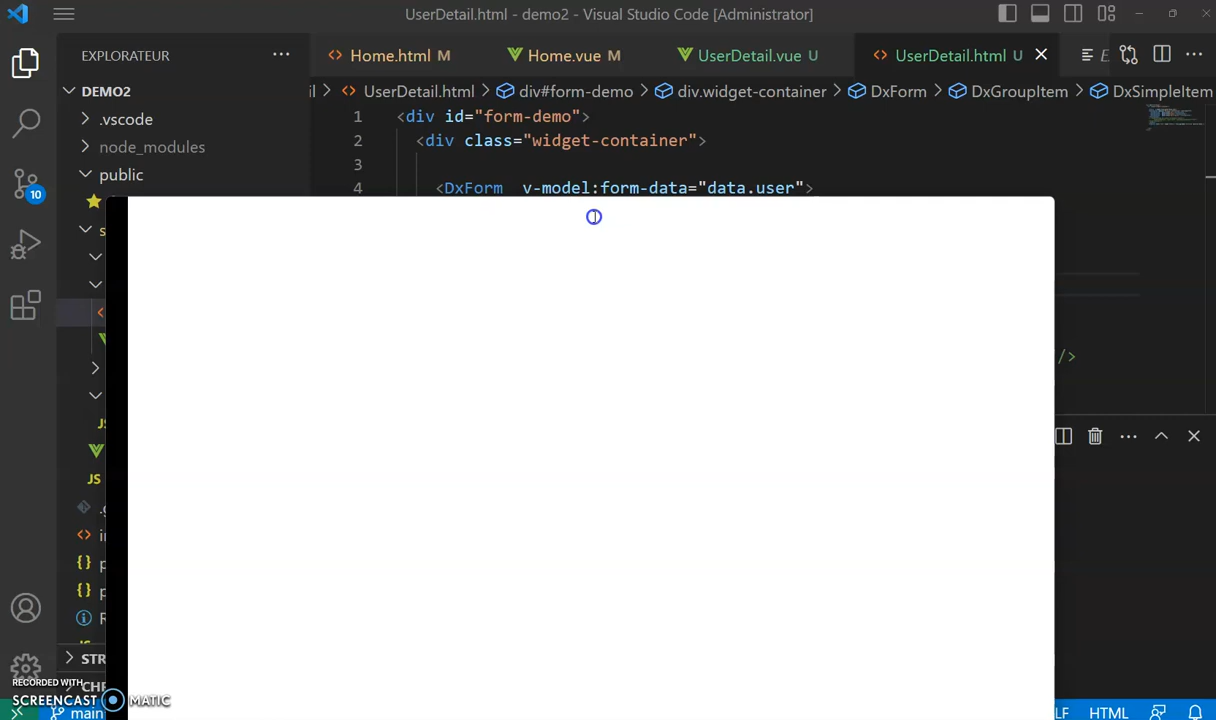 UserDetail.html - demo2 - Visual Studio Code [Administrator]
EXPLORATEUR
Home.html M
Home.vue M
UserDetail.vue U
UserDetail.html U
DEMO2
UserDetail.html > div#form-demo > div.widget-container > DxForm > DxGroupItem > DxSimpleItem
.vscode
node_modules
public
1 <div id="form-demo">
2 <div class="widget-container">
3
4 <DxForm v-model:form-data="data.user">
/>
10
JS
JS
STR
main
HTML
RECORDED WITH
SCREENCAST MATIC